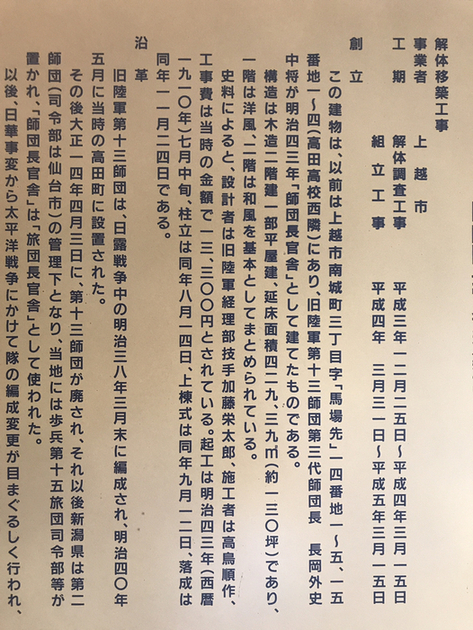 解体移築工事
事業者　上越市
工　期　解体調査工事　平成三年一二月二五日～平成四年三月一五日
組立工事　平成四年　三月三一日～平成五年三月一五日
創　立
この建物は、以前は上越市南城町三丁目字「馬場先」一四番地一～五、一五
番地一～四(高田高校西隣)にあり、旧陸軍第十三師団第三代師団長　長岡外史
中将が明治四三年「師団長官舎」として建てたものである。
構造は木造二階建一部平屋建、延床面積四二九、三九㎡(約一三〇坪)であり、
一階は洋風、二階は和風を基本としてまとめられている。
史料によると、設計者は旧陸軍経理部技手加藤栄太郎、施工者は高鳥順作、
工事費は当時の金額で一三、三〇〇円とされている。起工は明治四三年(西暦
一九一〇年)七月中旬、柱立は同年八月一四日、上棟式は同年九月一二日、落成は
同年一一月二四日である。
沿　革
旧陸軍第十三師団は、日露戦争中の明治三八年三月末に編成され、明治四〇年
五月に当時の高田町に設置された。
その後大正一四年四月三日に、第十三師団が廃され、それ以後新潟県は第二
師団(司令部は仙台市)の管理下となり、当地には歩兵第十五旅団司令部等が
置かれ、「師団長官舎」は「旅団長官舎」として使われた。
以後、日華事変から太平洋戦争にかけて隊の編成変更が目まぐるしく行われ、